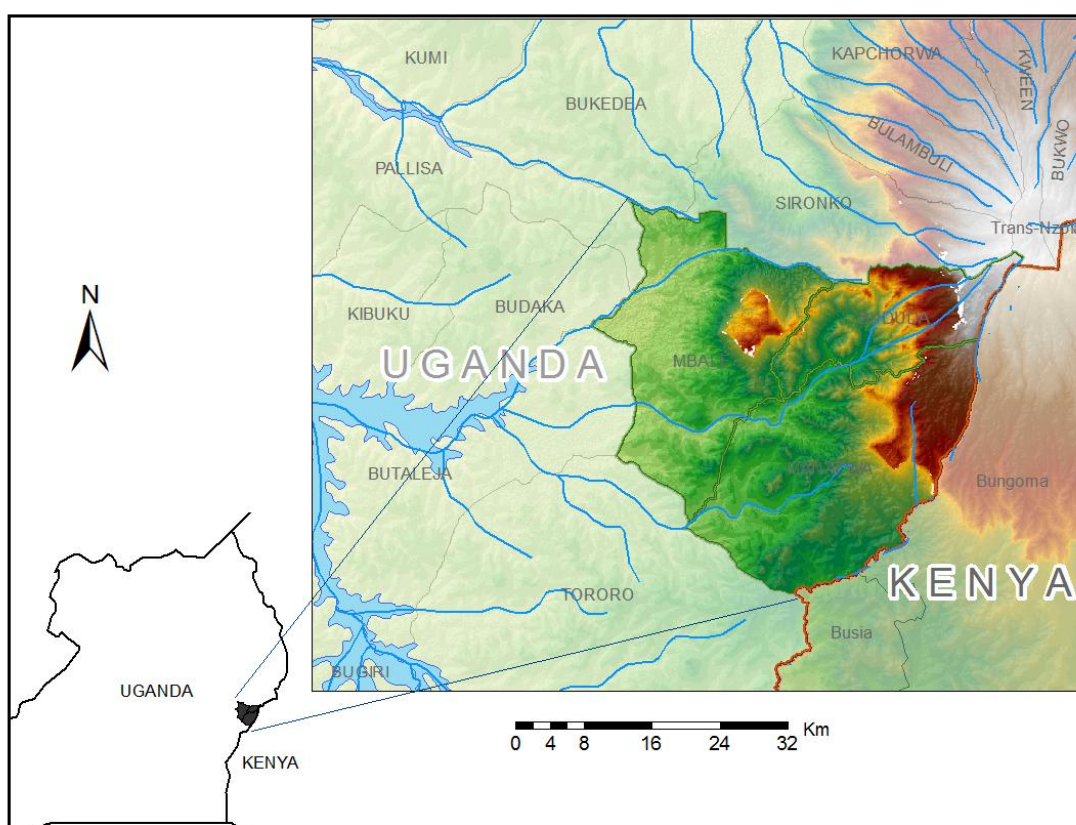 KUMI
KAPCHORWA
KWEEN
BUKWO
BUKEDEA
BULAMBULI
PALLISA
SIRONKO
Trans-Nzoia
N
KIBUKU
BUDAKA
UGANDA
MBALE
BUTALEJA
Bungoma
KENYA
TORORO
Busia
BUGIRI
UGANDA
KENYA
0 4 8 16 24 32 Km